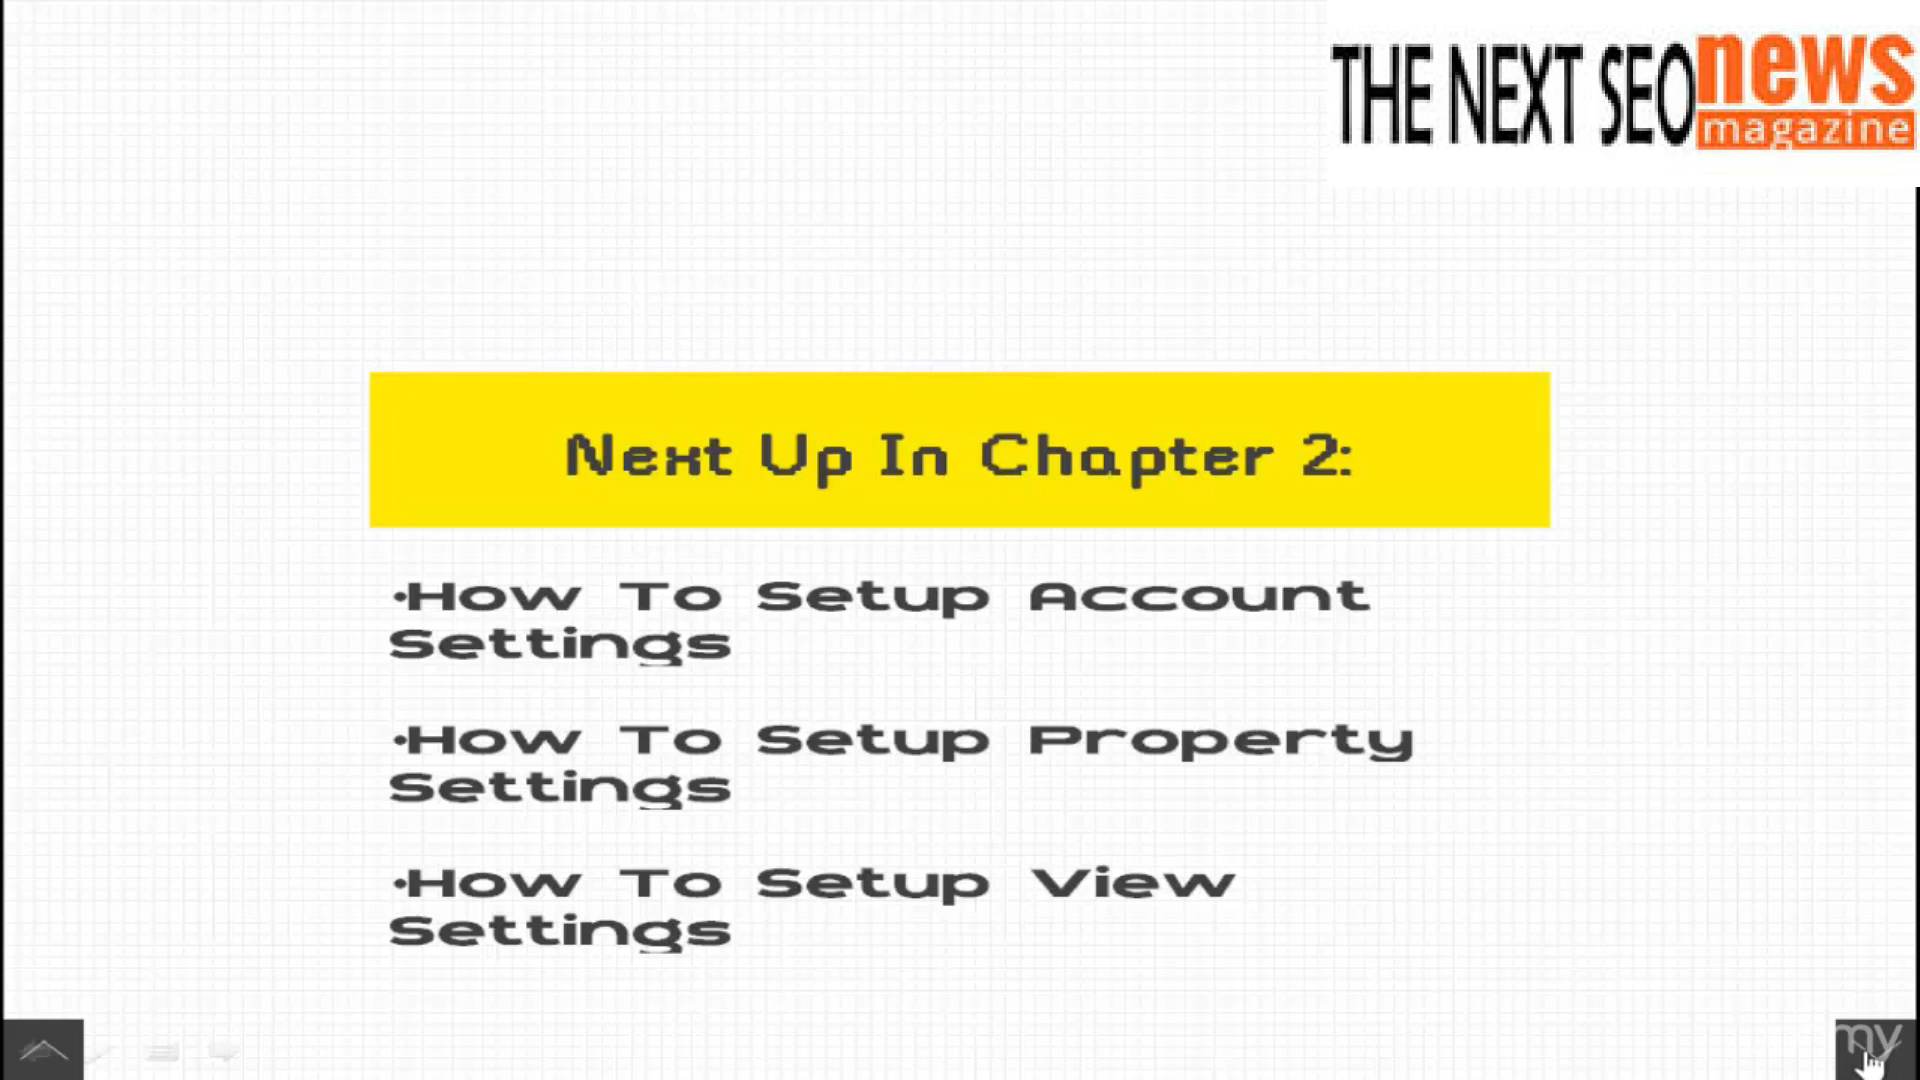 THE NEXT SEO news
magazine
Next Up In Chapter 2:
•How To Setup Account
Settings
•How To Setup Property
Settings
•How To Setup View
Settings
my